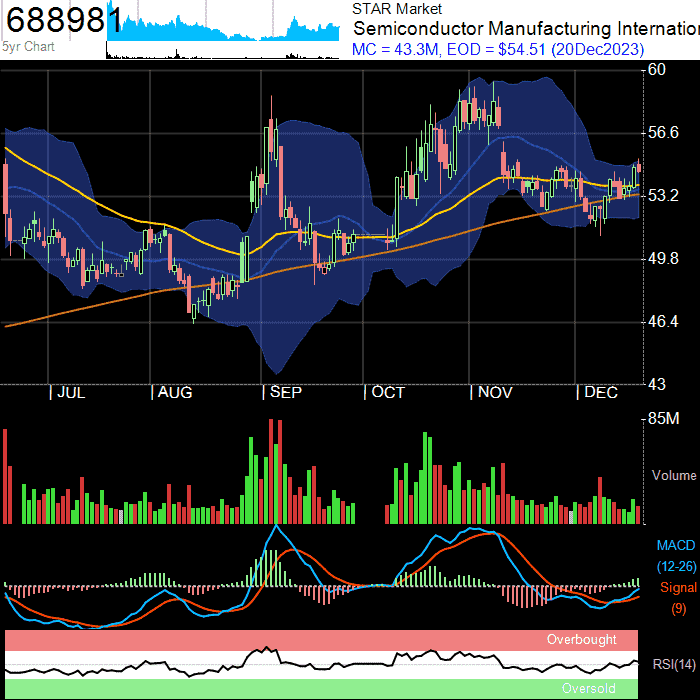 688981
5yr Chart
STAR Market
Semiconductor Manufacturing Internatio
MC = 43.3M, EOD = $54.51 (20Dec2023)
60
56.6
53.2
49.8
46.4
43
JUL
AUG
SEP
OCT
NOV
DEC
85M
Volume
MACD
(12-26)
Signal
(9)
Overbought
RSI(14)
Oversold